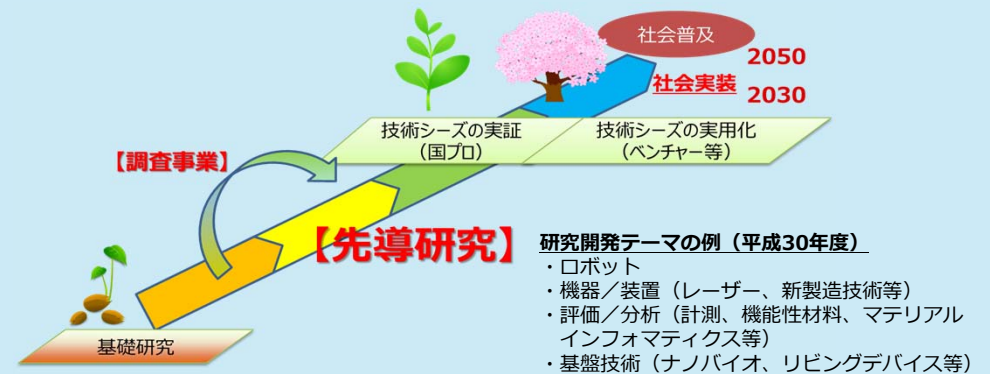 社会普及
2050
社会実装
2030
技術シーズの実証
（国プロ）
技術シーズの実用化
（ベンチャー等）
【調査事業】
【先導研究】
基礎研究
研究開発テーマの例（平成30年度）
・ロボット
・機器／装置（レーザー、新製造技術等）
・評価／分析（計測、機能性材料、マテリアル
インフォマティクス等）
・基盤技術（ナノバイオ、リビングデバイス等）